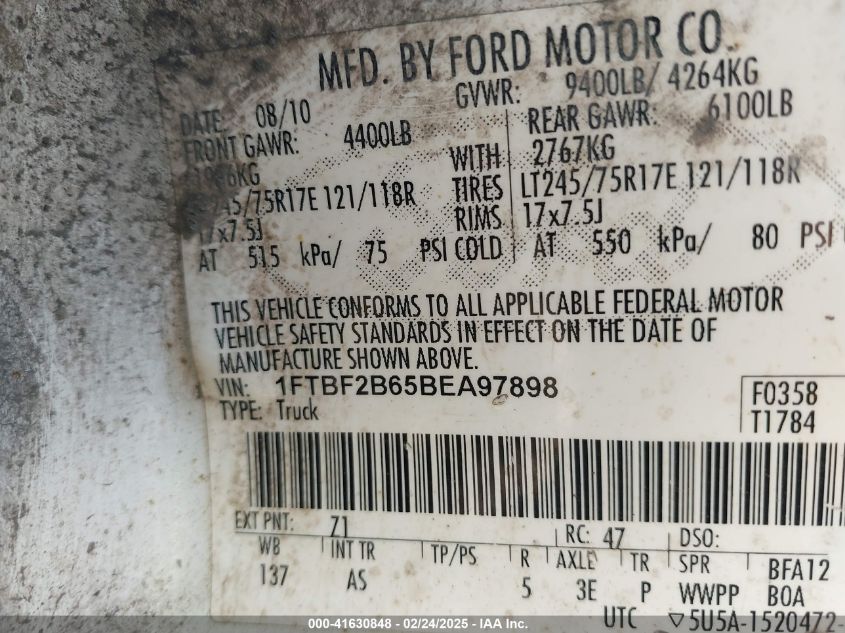 MFD. BY FORD MOTOR CO.
DATE: 08/10 GVWR: 9400LB/ 4264KG
FRONT GAWR: 4400LB REAR GAWR: 6100LB
WITH 2767KG
/75R17E 121/118R TIRES LT245/75R17E 121/118R
17x7.5J RIMS 17x7.5J
AT 515 kPa/ 75 PSI COLD AT 550 kPa/ 80 PSI
THIS VEHICLE CONFORMS TO ALL APPLICABLE FEDERAL MOTOR
VEHICLE SAFETY STANDARDS IN EFFECT ON THE DATE OF
MANUFACTURE SHOWN ABOVE.
VIN: 1FTBF2B65BEA97898 F0358
TYPE: Truck T1784
EXT PNT: Z1 RC: 47 DSO:
WB INT TR TP/PS R AXLE TR SPR BFA12
137 AS 5 3E P WWPP BOA
UTC ▽5U5A-1520472-
000-41630848 - 02/24/2025 - IAA Inc.